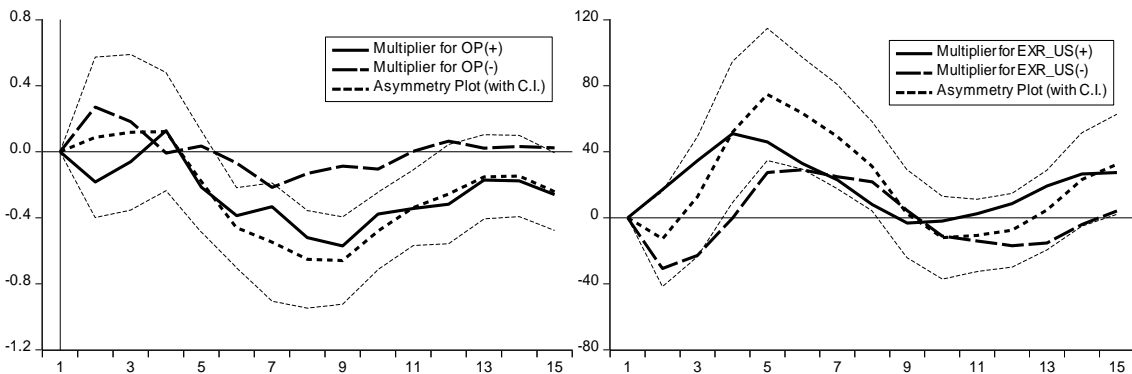 0.8
0.4
0.0
-0.4
-0.8
-1.2
Multiplier for OP(+)
Multiplier for OP(-)
Asymmetry Plot (with C.I.)
1 3 5 7 9 11 13 15
120
80
40
0
-40
-80
Multiplier for EXR_US(+)
Multiplier for EXR_US(-)
Asymmetry Plot (with C.I.)
1 3 5 7 9 11 13 15